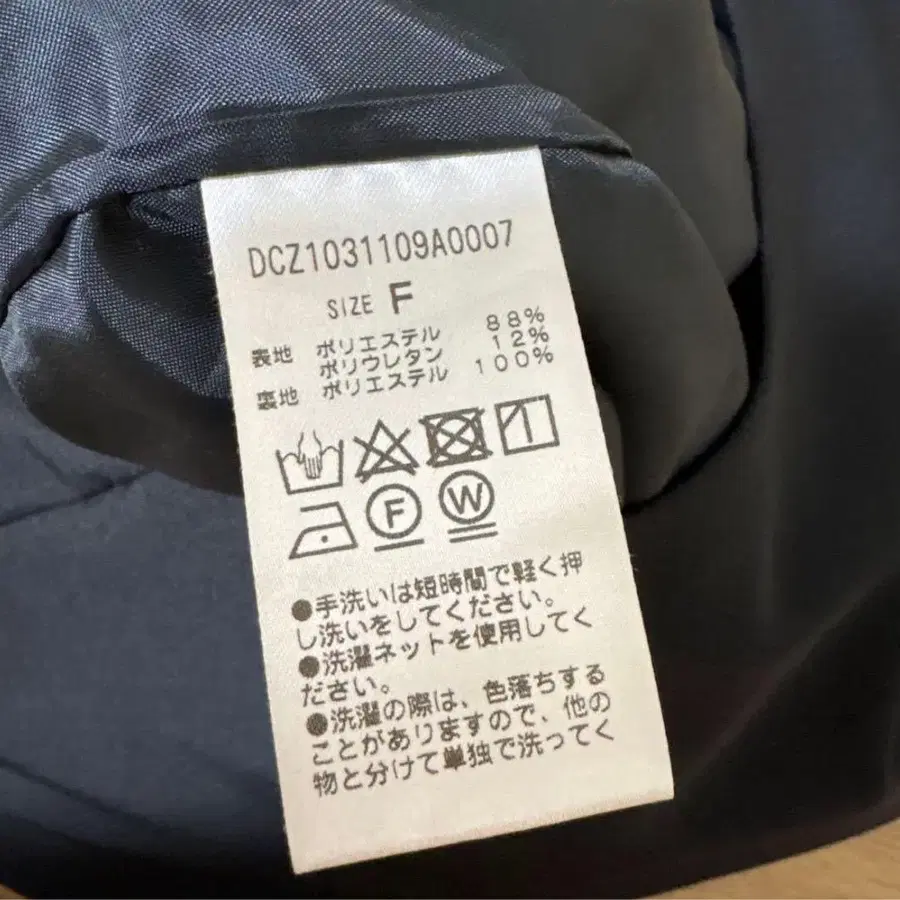 DCZ1031109A0007
SIZE F
表地 ポリエステル 88%
ポリウレタン 12%
裏地 ポリエステル 100%
F W
●手洗いは短時間で軽く押
し洗いをしてください。
●洗濯ネットを使用してく
ださい。
●洗濯の際は、色落ちする
ことがありますので、他の
物と分けて単独で洗ってく